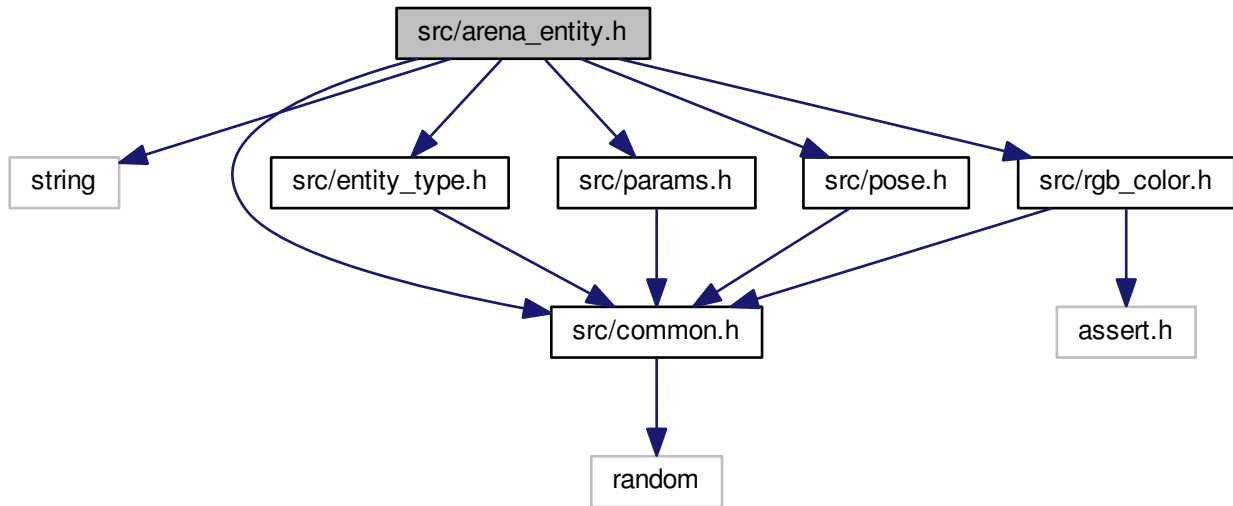 src/arena_entity.h
string
src/entity_type.h
src/params.h
src/pose.h
src/rgb_color.h
src/common.h
assert.h
random